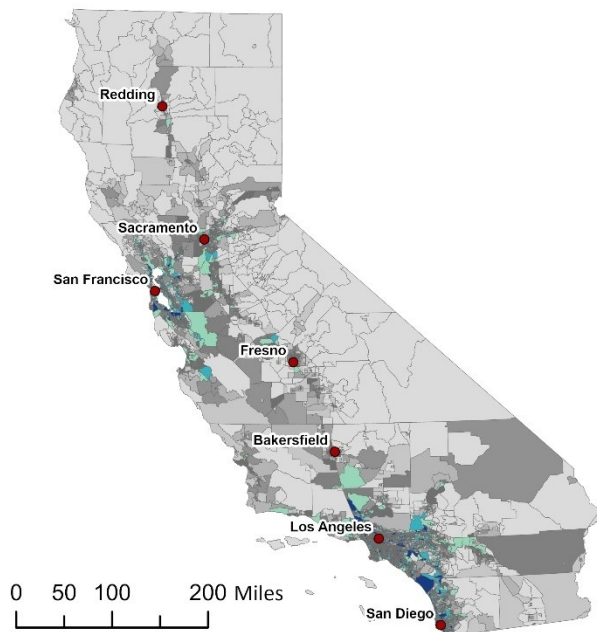 Redding
Sacramento
San Francisco
Fresno
Bakersfield
Los Angeles
San Diego
0 50 100 200 Miles